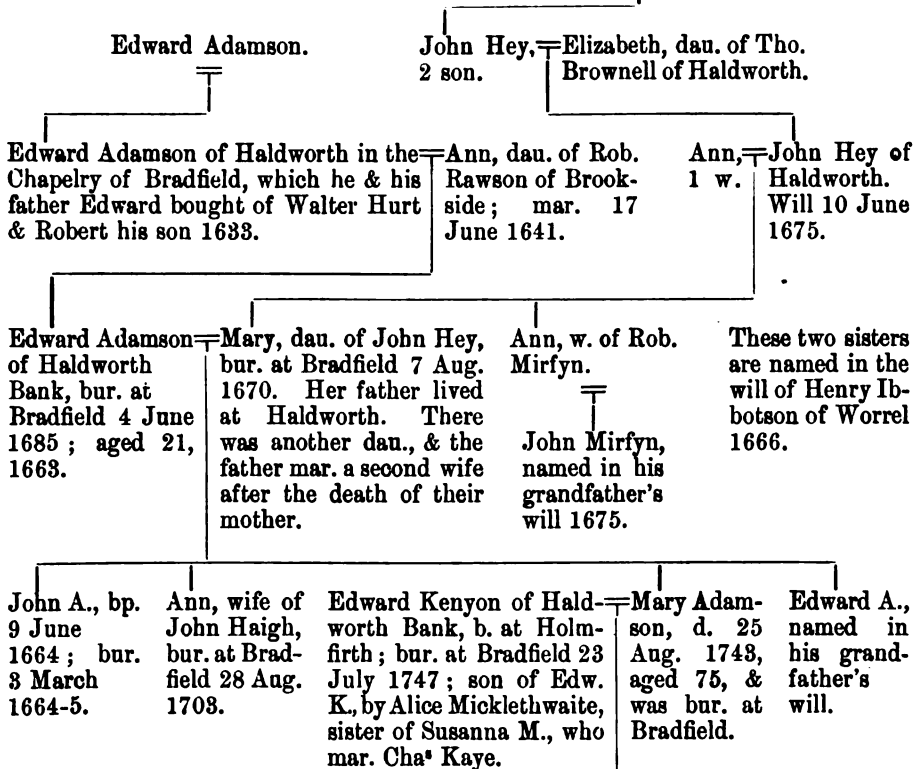 Edward Adamson.
John Hey,
2 son.
Elizabeth, dau. of Tho.
Brownell of Haldworth.
Edward Adamson of Haldworth in the
Chapelry of Bradfield, which he & his
father Edward bought of Walter Hurt
& Robert his son 1633.
Ann, dau. of Rob.
Rawson of Brook-
side; mar. 17
June 1641.
Ann,
1 w.
John Hey of
Haldworth.
Will 10 June
1675.
Edward Adamson
of Haldworth
Bank, bur. at
Bradfield 4 June
1685; aged 21,
1663.
Mary, dau. of John Hey,
bur. at Bradfield 7 Aug.
1670. Her father lived
at Haldworth. There
was another dau., & the
father mar. a second wife
after the death of their
mother.
Ann, w. of Rob.
Mirfyn.
John Mirfyn,
named in his
grandfather's
will 1675.
These two sisters
are named in the
will of Henry Ib-
botson of Worrel
1666.
John A., bp.
9 June
1664; bur.
3 March
1664-5.
Ann, wife of
John Haigh,
bur. at Brad-
field 28 Aug.
1703.
Edward Kenyon of Hald-
worth Bank, b. at Holm-
firth; bur. at Bradfield 23
July 1747; son of Edw.
K., by Alice Micklethwaite,
sister of Susanna M., who
mar. Chaˢ Kaye.
Mary Adam-
son, d. 25
Aug. 1743,
aged 75, &
was bur. at
Bradfield.
Edward A.,
named in
his grand-
father's
will.